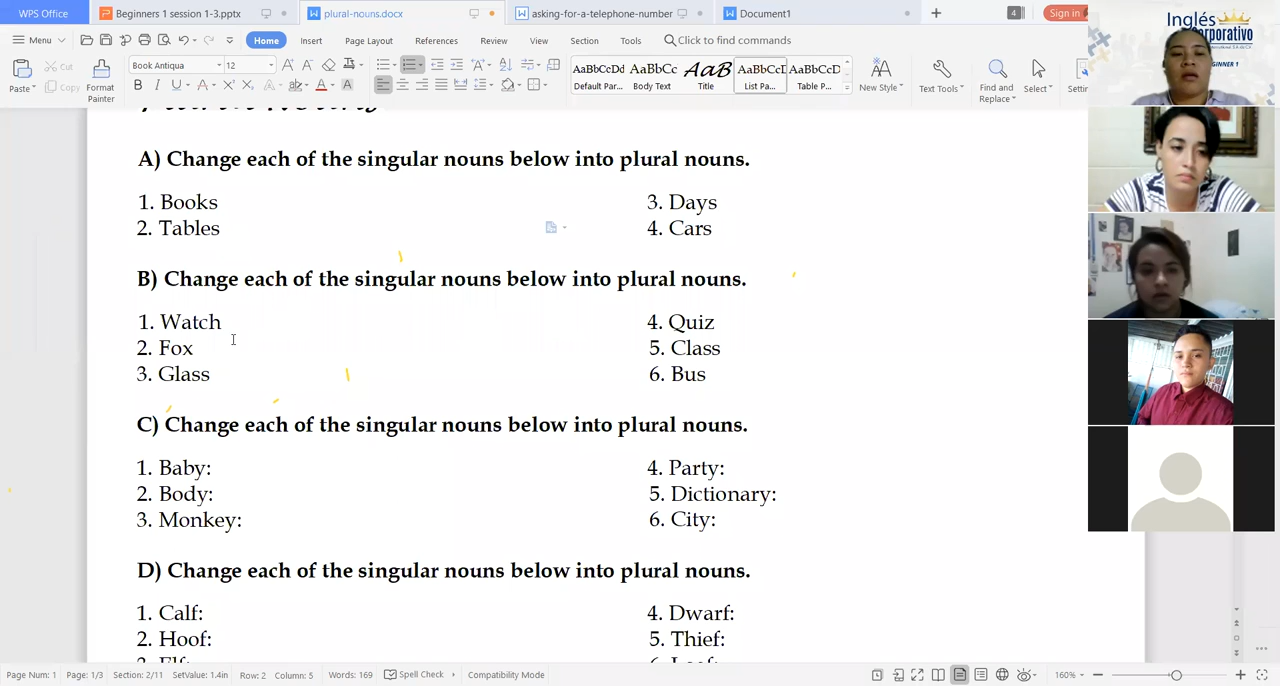 WPS Office
Beginners 1 session 1-3.pptx
plural-nouns.docx
asking-for-a-telephone-number
Document1
4
Sign in
Menu
Home
Insert
Page Layout
References
Review
View
Section
Tools
Click to find commands
Paste
Cut
Copy
Format Painter
Book Antiqua
12
AaBbCcDd
Default Par...
AaBbCc
Body Text
AaB
Title
AaBbCcI
List Pa...
AaBbCcD
Table P...
New Style
Text Tools
Find and Replace
Select
Inglés
BEGINNER 1
A) Change each of the singular nouns below into plural nouns.
1. Books
2. Tables
3. Days
4. Cars
B) Change each of the singular nouns below into plural nouns.
1. Watch
2. Fox
3. Glass
4. Quiz
5. Class
6. Bus
C) Change each of the singular nouns below into plural nouns.
1. Baby:
2. Body:
3. Monkey:
4. Party:
5. Dictionary:
6. City:
D) Change each of the singular nouns below into plural nouns.
1. Calf:
2. Hoof:
4. Dwarf:
5. Thief:
Page Num: 1
Page: 1/3
Section: 2/11
SetValue: 1.4in
Row: 2
Column: 5
Words: 169
Spell Check
Compatibility Mode
160%